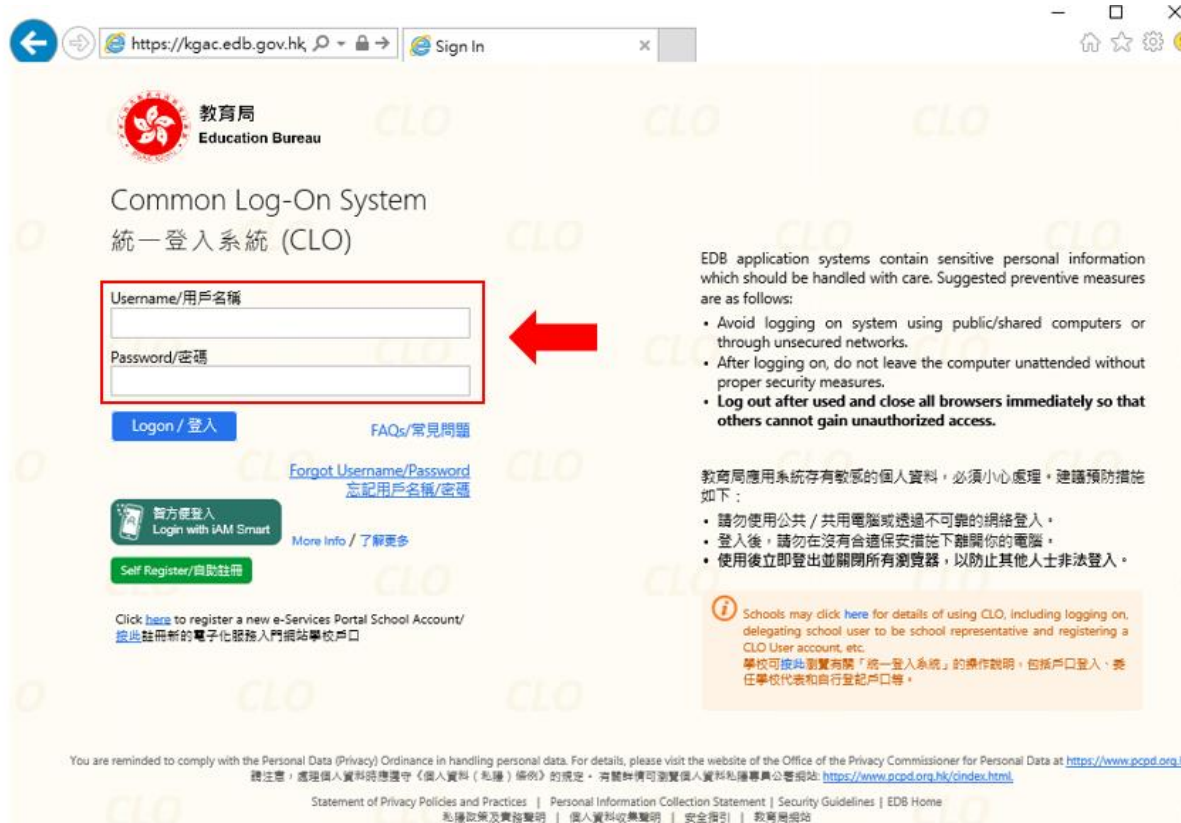 https://kgac.edb.gov.hk
Sign In
教育局
Education Bureau
Common Log-On System
統一登入系統 (CLO)
Username/用戶名稱
Password/密碼
Logon / 登入
FAQs/常見問題
Forgot Username/Password
忘記用戶名稱/密碼
智方便登入
Login with iAM Smart
More Info / 了解更多
Self Register/自助註冊
Click here to register a new e-Services Portal School Account/
按此註冊新的電子化服務入門網站學校戶口
EDB application systems contain sensitive personal information
which should be handled with care. Suggested preventive measures
are as follows:
• Avoid logging on system using public/shared computers or
through unsecured networks.
• After logging on, do not leave the computer unattended without
proper security measures.
• Log out after used and close all browsers immediately so that
others cannot gain unauthorized access.
教育局應用系統存有敏感的個人資料，必須小心處理。建議預防措施
如下：
• 請勿使用公共 / 共用電腦或透過不可靠的網絡登入。
• 登入後，請勿在沒有合適保安措施下離開你的電腦。
• 使用後立即登出並關閉所有瀏覽器，以防止其他人士非法登入。
Schools may click here for details of using CLO, including logging on,
delegating school user to be school representative and registering a
CLO User account, etc.
學校可按此瀏覽有關「統一登入系統」的操作說明，包括戶口登入、委
任學校代表和自行登記戶口等。
You are reminded to comply with the Personal Data (Privacy) Ordinance in handling personal data. For details, please visit the website of the Office of the Privacy Commissioner for Personal Data at https://www.pcpd.org.
請注意，處理個人資料時應遵守《個人資料（私隱）條例》的規定。有關詳情可瀏覽個人資料私隱專員公署網站: https://www.pcpd.org.hk/cindex.html.
Statement of Privacy Policies and Practices | Personal Information Collection Statement | Security Guidelines | EDB Home
私隱政策及實務聲明 | 個人資料收集聲明 | 安全指引 | 教育局網站